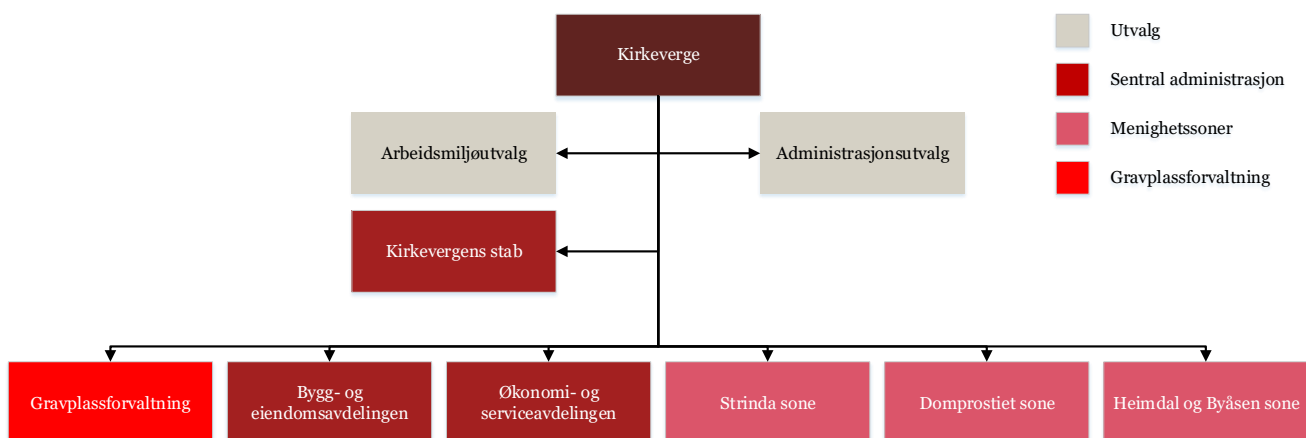 Kirkeverge
Utvalg
Sentral administrasjon
Menighetssoner
Gravplassforvaltning
Arbeidsmiljøutvalg
Administrasjonsutvalg
Kirkevergens stab
Gravplassforvaltning
Bygg- og
eiendomsavdelingen
Økonomi- og
serviceavdelingen
Strinda sone
Domprostiet sone
Heimdal og Byåsen sone